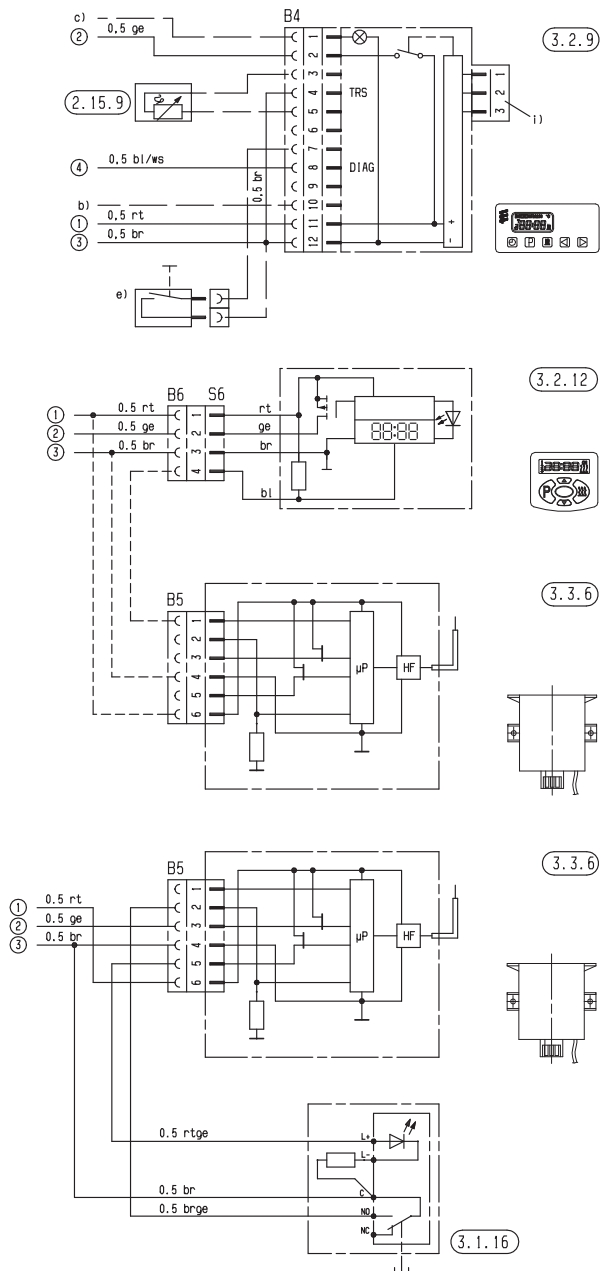 B4
c)
②
0,5 ge
1
2
3
4
5
6
7
8
9
10
11
12
TRS
DIAG
3.2.9
1
2
3
i)
2.15.9
④
0,5 bl/ws
0,5 br
b)
①
0,5 rt
③
0,5 br
+
-
P
e)
3.2.12
B6
S6
①
0.5 rt
②
0.5 ge
③
0.5 br
1
2
3
4
rt
ge
br
bl
88:88
P
3.3.6
B5
1
2
3
4
5
6
µP
HF
3.3.6
B5
①
0.5 rt
②
0.5 ge
③
0.5 br
1
2
3
4
5
6
µP
HF
0.5 rtge
L+
L-
0.5 br
C
0.5 brge
NO
NC
3.1.16